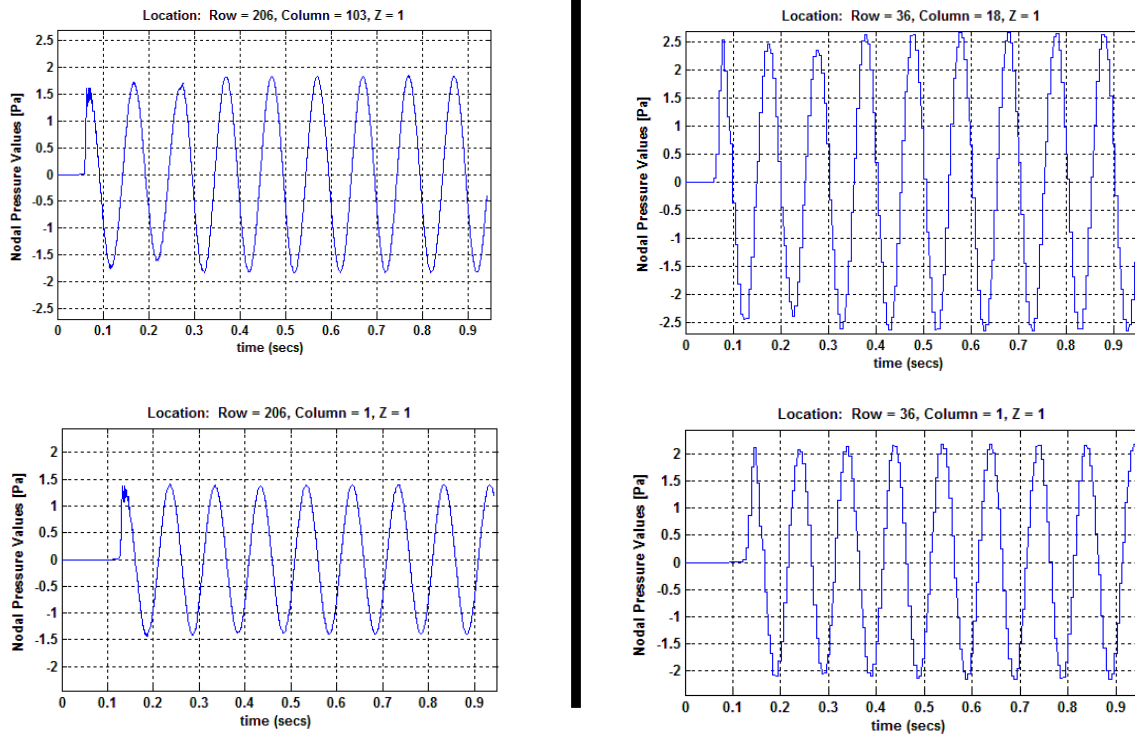 Location:  Row = 206, Column = 103, Z = 1
2.5
2
1.5
1
0.5
0
-0.5
-1
-1.5
-2
-2.5
Nodal Pressure Values [Pa]
0 0.1 0.2 0.3 0.4 0.5 0.6 0.7 0.8 0.9
time (secs)
Location:  Row = 206, Column = 1, Z = 1
2
1.5
1
0.5
0
-0.5
-1
-1.5
-2
Nodal Pressure Values [Pa]
0 0.1 0.2 0.3 0.4 0.5 0.6 0.7 0.8 0.9
time (secs)
Location:  Row = 36, Column = 18, Z = 1
2.5
2
1.5
1
0.5
0
-0.5
-1
-1.5
-2
-2.5
Nodal Pressure Values [Pa]
0 0.1 0.2 0.3 0.4 0.5 0.6 0.7 0.8 0.9
time (secs)
Location:  Row = 36, Column = 1, Z = 1
2
1.5
1
0.5
0
-0.5
-1
-1.5
-2
Nodal Pressure Values [Pa]
0 0.1 0.2 0.3 0.4 0.5 0.6 0.7 0.8 0.9
time (secs)